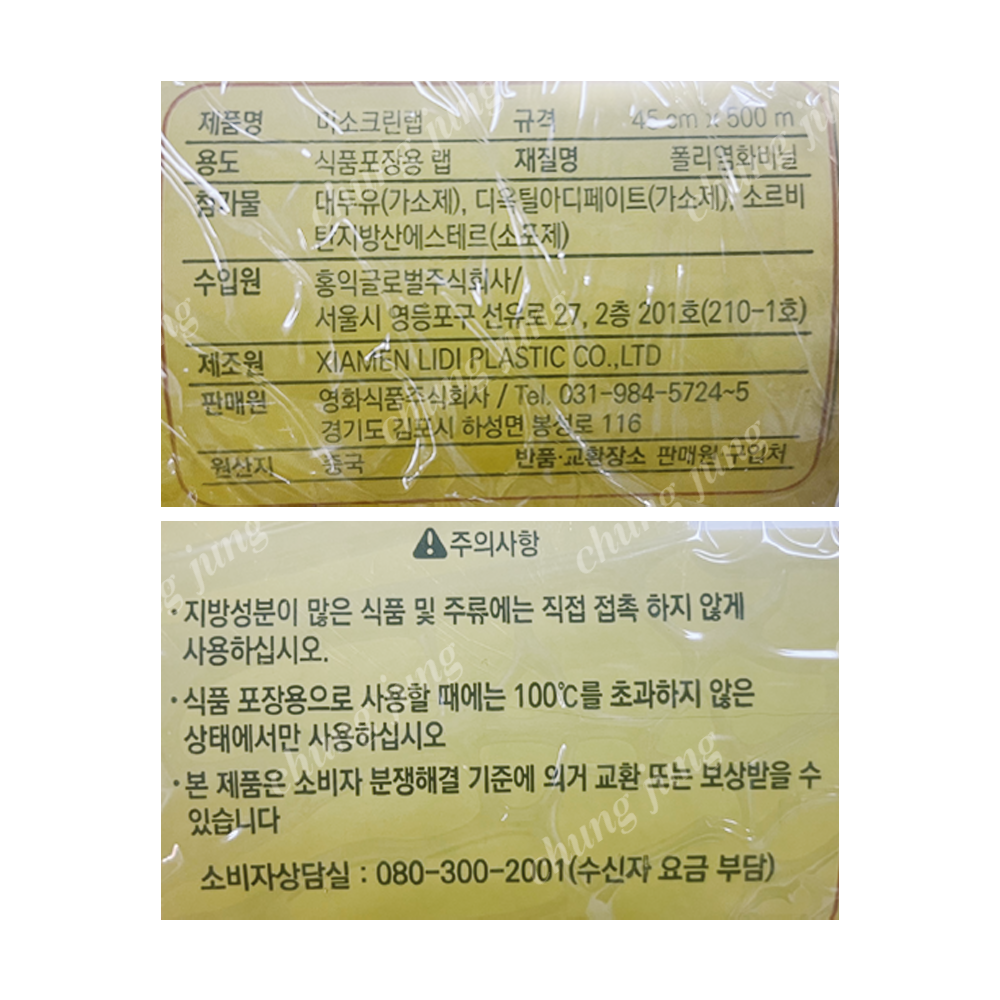 제품명 미소크린랩 규격 45 cm x 500 m
용도 식품포장용 랩 재질명 폴리염화비닐
첨가물 대두유(가소제), 디옥틸아디페이트(가소제), 소르비
탄지방산에스테르(소포제)
수입원 홍익글로벌주식회사/
서울시 영등포구 선유로 27, 2층 201호(210-1호)
제조원 XIAMEN LIDI PLASTIC CO.,LTD
판매원 영화식품주식회사 / Tel. 031-984-5724~5
경기도 김포시 하성면 봉성로 116
원산지 중국 반품·교환장소 판매원 구입처
주의사항
·지방성분이 많은 식품 및 주류에는 직접 접촉 하지 않게
사용하십시오.
·식품 포장용으로 사용할 때에는 100℃를 초과하지 않은
상태에서만 사용하십시오
·본 제품은 소비자 분쟁해결 기준에 의거 교환 또는 보상받을 수
있습니다
소비자상담실 : 080-300-2001(수신자 요금 부담)
chung jung